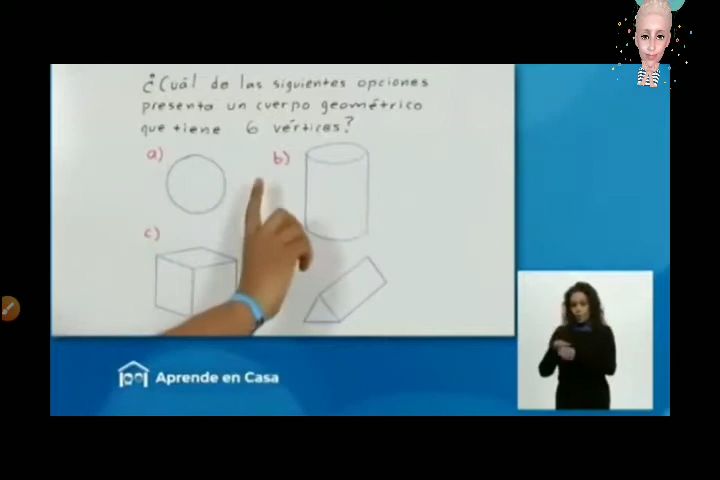 ¿Cuál de las siguientes opciones
presenta un cuerpo geométrico
que tiene 6 vértices?
a) b)
c)
Aprende en Casa